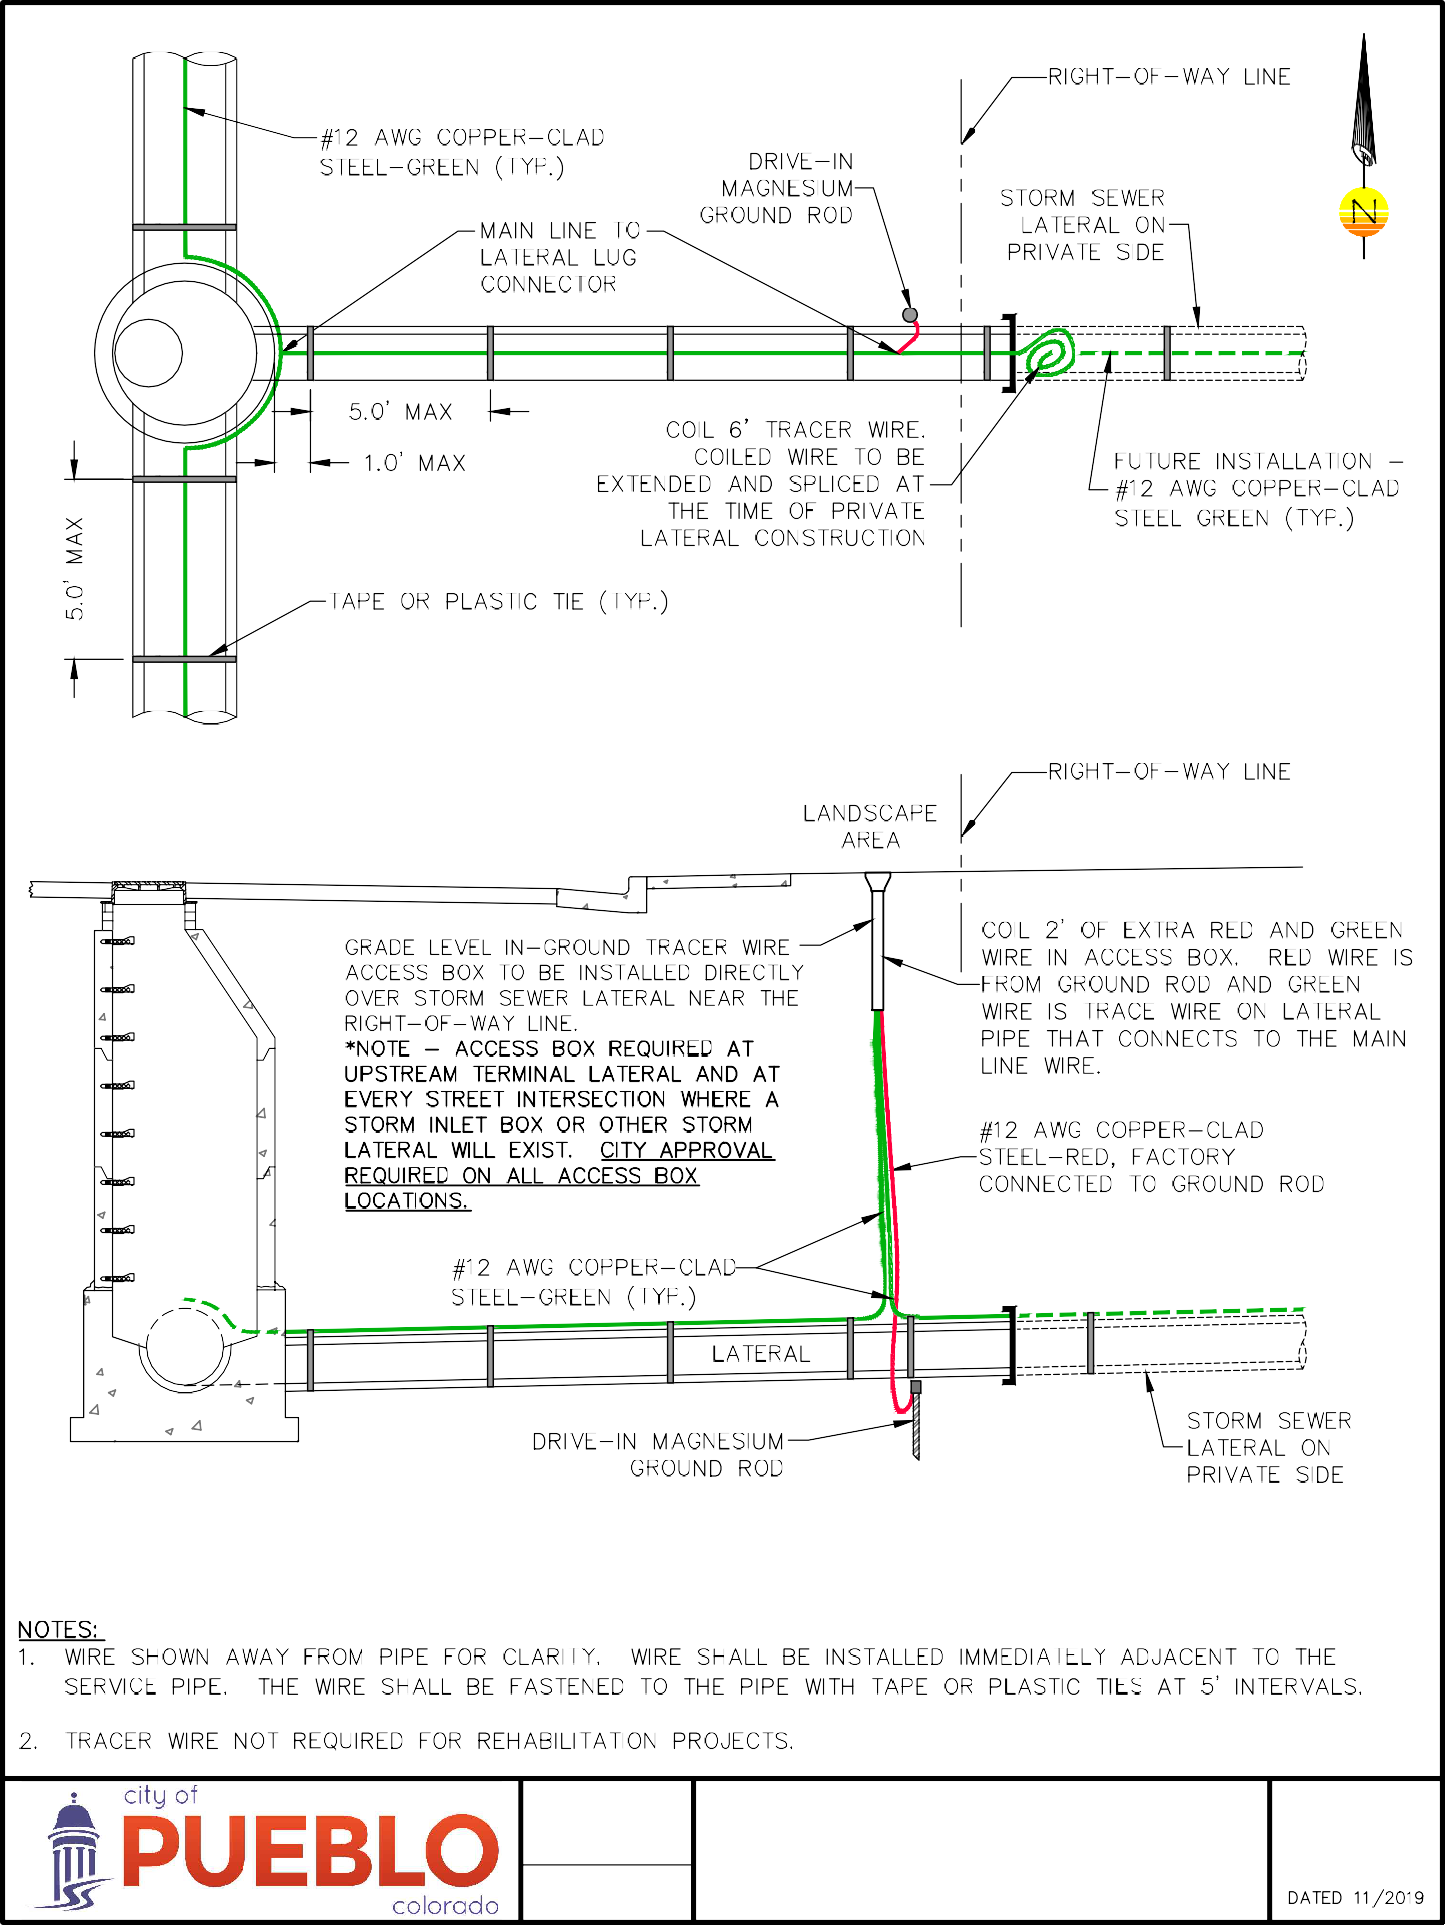 RIGHT-OF-WAY LINE
#12 AWG COPPER-CLAD
STEEL-GREEN (TYP.)
DRIVE-IN
MAGNESIUM
GROUND ROD
STORM SEWER
LATERAL ON
PRIVATE SIDE
N
MAIN LINE TO
LATERAL LUG
CONNECTOR
5.0' MAX
1.0' MAX
COIL 6' TRACER WIRE.
COILED WIRE TO BE
EXTENDED AND SPLICED AT
THE TIME OF PRIVATE
LATERAL CONSTRUCTION
FUTURE INSTALLATION -
#12 AWG COPPER-CLAD
STEEL GREEN (TYP.)
5.0' MAX
TAPE OR PLASTIC TIE (TYP.)
RIGHT-OF-WAY LINE
LANDSCAPE
AREA
GRADE LEVEL IN-GROUND TRACER WIRE
ACCESS BOX TO BE INSTALLED DIRECTLY
OVER STORM SEWER LATERAL NEAR THE
RIGHT-OF-WAY LINE.
*NOTE - ACCESS BOX REQUIRED AT
UPSTREAM TERMINAL LATERAL AND AT
EVERY STREET INTERSECTION WHERE A
STORM INLET BOX OR OTHER STORM
LATERAL WILL EXIST. CITY APPROVAL
REQUIRED ON ALL ACCESS BOX
LOCATIONS.
COIL 2' OF EXTRA RED AND GREEN
WIRE IN ACCESS BOX. RED WIRE IS
FROM GROUND ROD AND GREEN
WIRE IS TRACE WIRE ON LATERAL
PIPE THAT CONNECTS TO THE MAIN
LINE WIRE.
#12 AWG COPPER-CLAD
STEEL-RED, FACTORY
CONNECTED TO GROUND ROD
#12 AWG COPPER-CLAD
STEEL-GREEN (TYP.)
LATERAL
DRIVE-IN MAGNESIUM
GROUND ROD
STORM SEWER
LATERAL ON
PRIVATE SIDE
NOTES:
1. WIRE SHOWN AWAY FROM PIPE FOR CLARITY. WIRE SHALL BE INSTALLED IMMEDIATELY ADJACENT TO THE
SERVICE PIPE. THE WIRE SHALL BE FASTENED TO THE PIPE WITH TAPE OR PLASTIC TIES AT 5' INTERVALS.
2. TRACER WIRE NOT REQUIRED FOR REHABILITATION PROJECTS.
city of
PUEBLO
colorado
DATED 11/2019